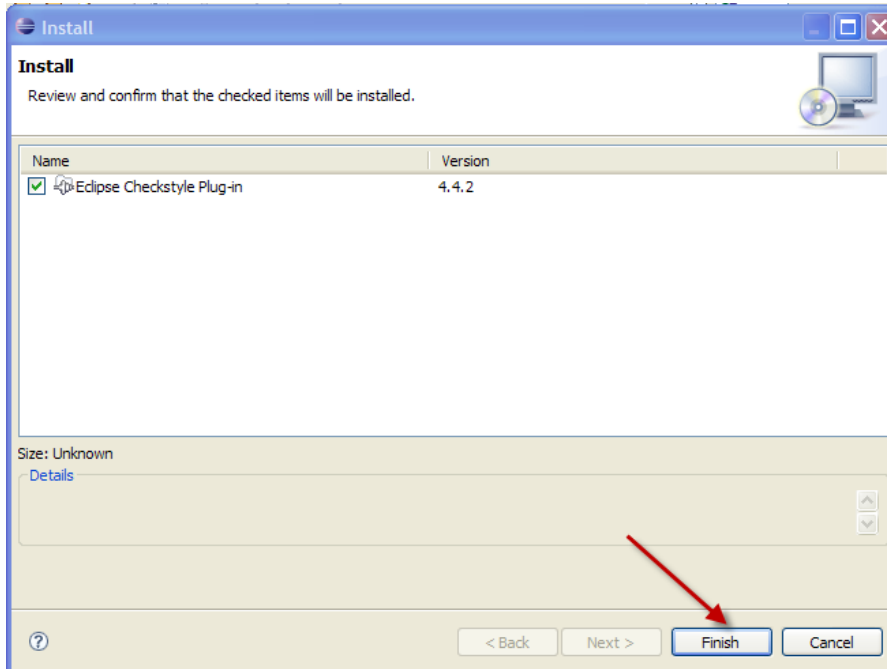 Install
Install
Review and confirm that the checked items will be installed.
Name Version
Eclipse Checkstyle Plug-in 4.4.2
Size: Unknown
Details
< Back Next > Finish Cancel